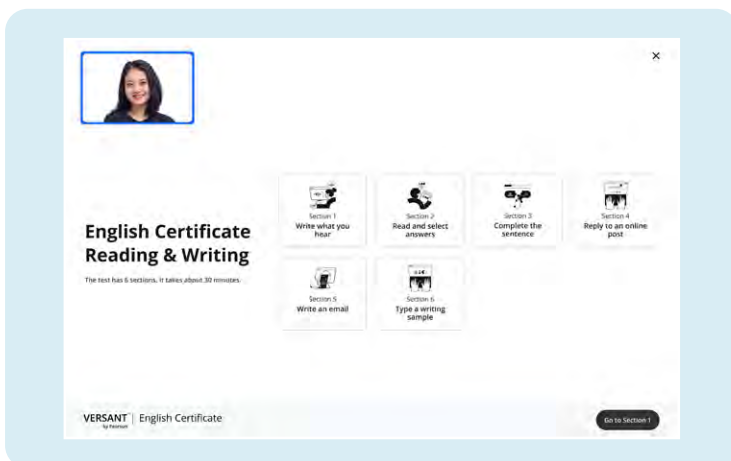 English Certificate
Reading & Writing
The test has 6 sections. It takes about 30 minutes.
Section 1
Write what you
hear
Section 2
Read and select
answers
Section 3
Complete the
sentence
Section 4
Reply to an online
post
Section 5
Write an email
Section 6
Type a writing
sample
VERSANT | English Certificate
by Pearson
Go to Section 1